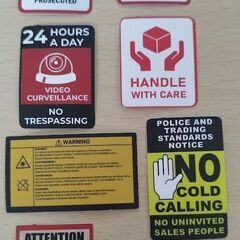 PROSECUTED
24 HOURS
A DAY
VIDEO
CURVEILLANCE
NO
TRESPASSING
HANDLE
WITH CARE
WARNING
POLICE AND
TRADING
STANDARDS
NOTICE
NO
COLD
CALLING
NO UNINVITED
SALES PEOPLE
ATTENTION